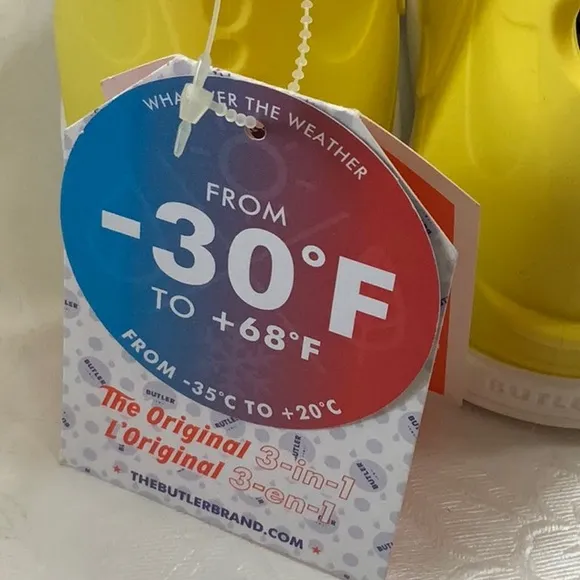 WHATEVER THE WEATHER
FROM
-30°F
TO +68°F
FROM -35°C TO +20°C
The Original 3-in-1
L'Original 3-en-1
THEBUTLERBRAND.COM
BUTLER